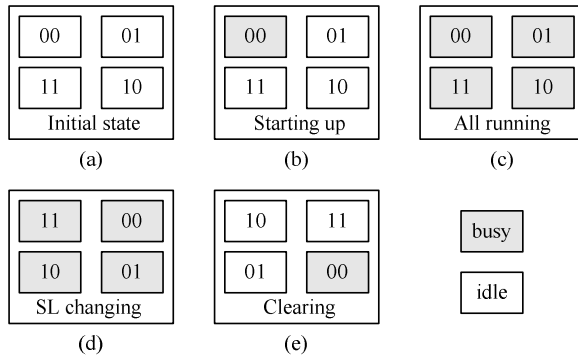 00 01
11 10
Initial state
(a)
00 01
11 10
Starting up
(b)
00 01
11 10
All running
(c)
11 00
10 01
SL changing
(d)
10 11
01 00
Clearing
(e)
busy
idle